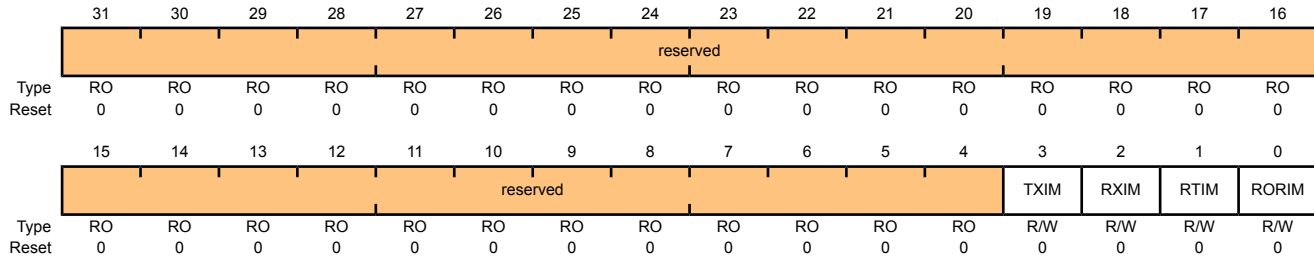 31 30 29 28 27 26 25 24 23 22 21 20 19 18 17 16
reserved
Type RO RO RO RO RO RO RO RO RO RO RO RO RO RO RO RO
Reset 0 0 0 0 0 0 0 0 0 0 0 0 0 0 0 0
15 14 13 12 11 10 9 8 7 6 5 4 3 2 1 0
reserved TXIM RXIM RTIM RORIM
Type RO RO RO RO RO RO RO RO RO RO RO RO R/W R/W R/W R/W
Reset 0 0 0 0 0 0 0 0 0 0 0 0 0 0 0 0